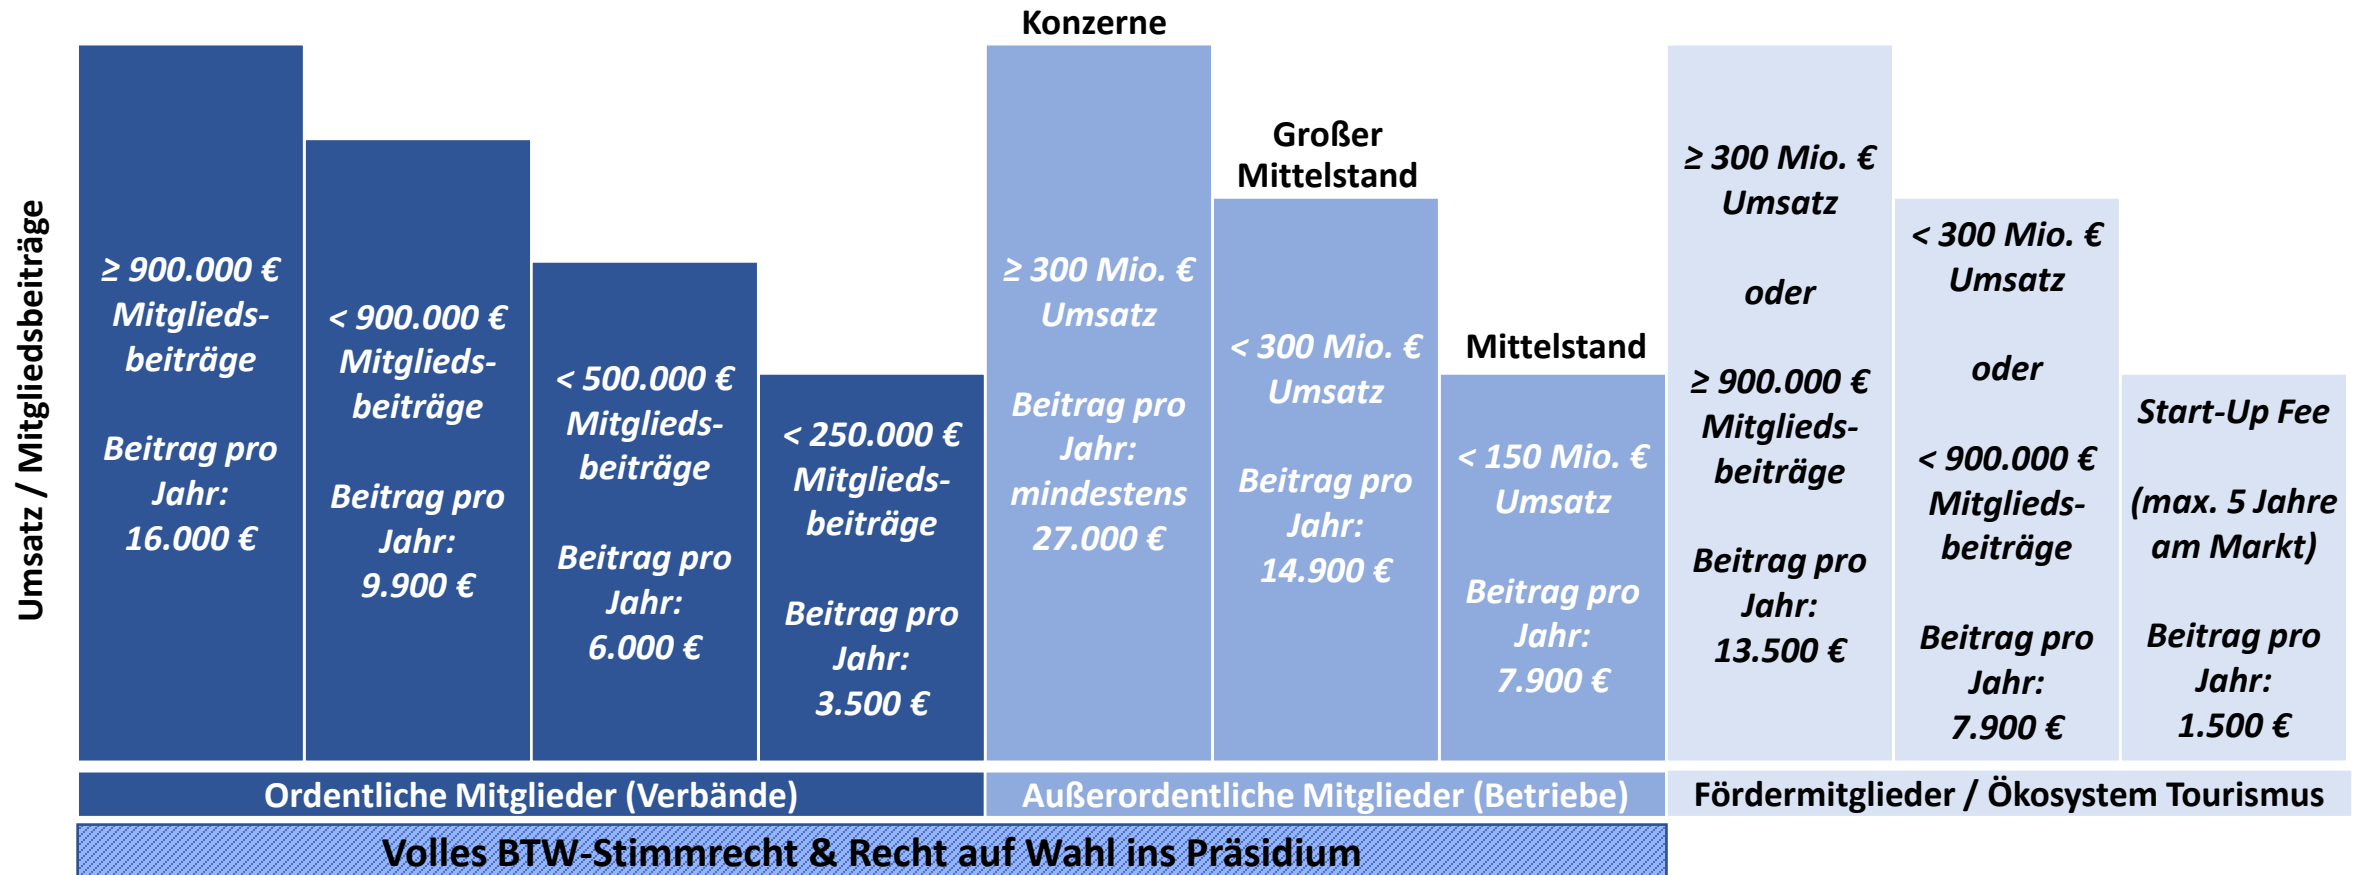 Umsatz / Mitgliedsbeiträge
≥ 900.000 €
Mitglieds-
beiträge
Beitrag pro
Jahr:
16.000 €
< 900.000 €
Mitglieds-
beiträge
Beitrag pro
Jahr:
9.900 €
< 500.000 €
Mitglieds-
beiträge
Beitrag pro
Jahr:
6.000 €
< 250.000 €
Mitglieds-
beiträge
Beitrag pro
Jahr:
3.500 €
Konzerne
≥ 300 Mio. €
Umsatz
Beitrag pro
Jahr:
mindestens
27.000 €
Großer
Mittelstand
< 300 Mio. €
Umsatz
Beitrag pro
Jahr:
14.900 €
Mittelstand
< 150 Mio. €
Umsatz
Beitrag pro
Jahr:
7.900 €
≥ 300 Mio. €
Umsatz
oder
≥ 900.000 €
Mitglieds-
beiträge
Beitrag pro
Jahr:
13.500 €
< 300 Mio. €
Umsatz
oder
< 900.000 €
Mitglieds-
beiträge
Beitrag pro
Jahr:
7.900 €
Start-Up Fee
(max. 5 Jahre
am Markt)
Beitrag pro
Jahr:
1.500 €
Ordentliche Mitglieder (Verbände)
Außerordentliche Mitglieder (Betriebe)
Fördermitglieder / Ökosystem Tourismus
Volles BTW-Stimmrecht & Recht auf Wahl ins Präsidium